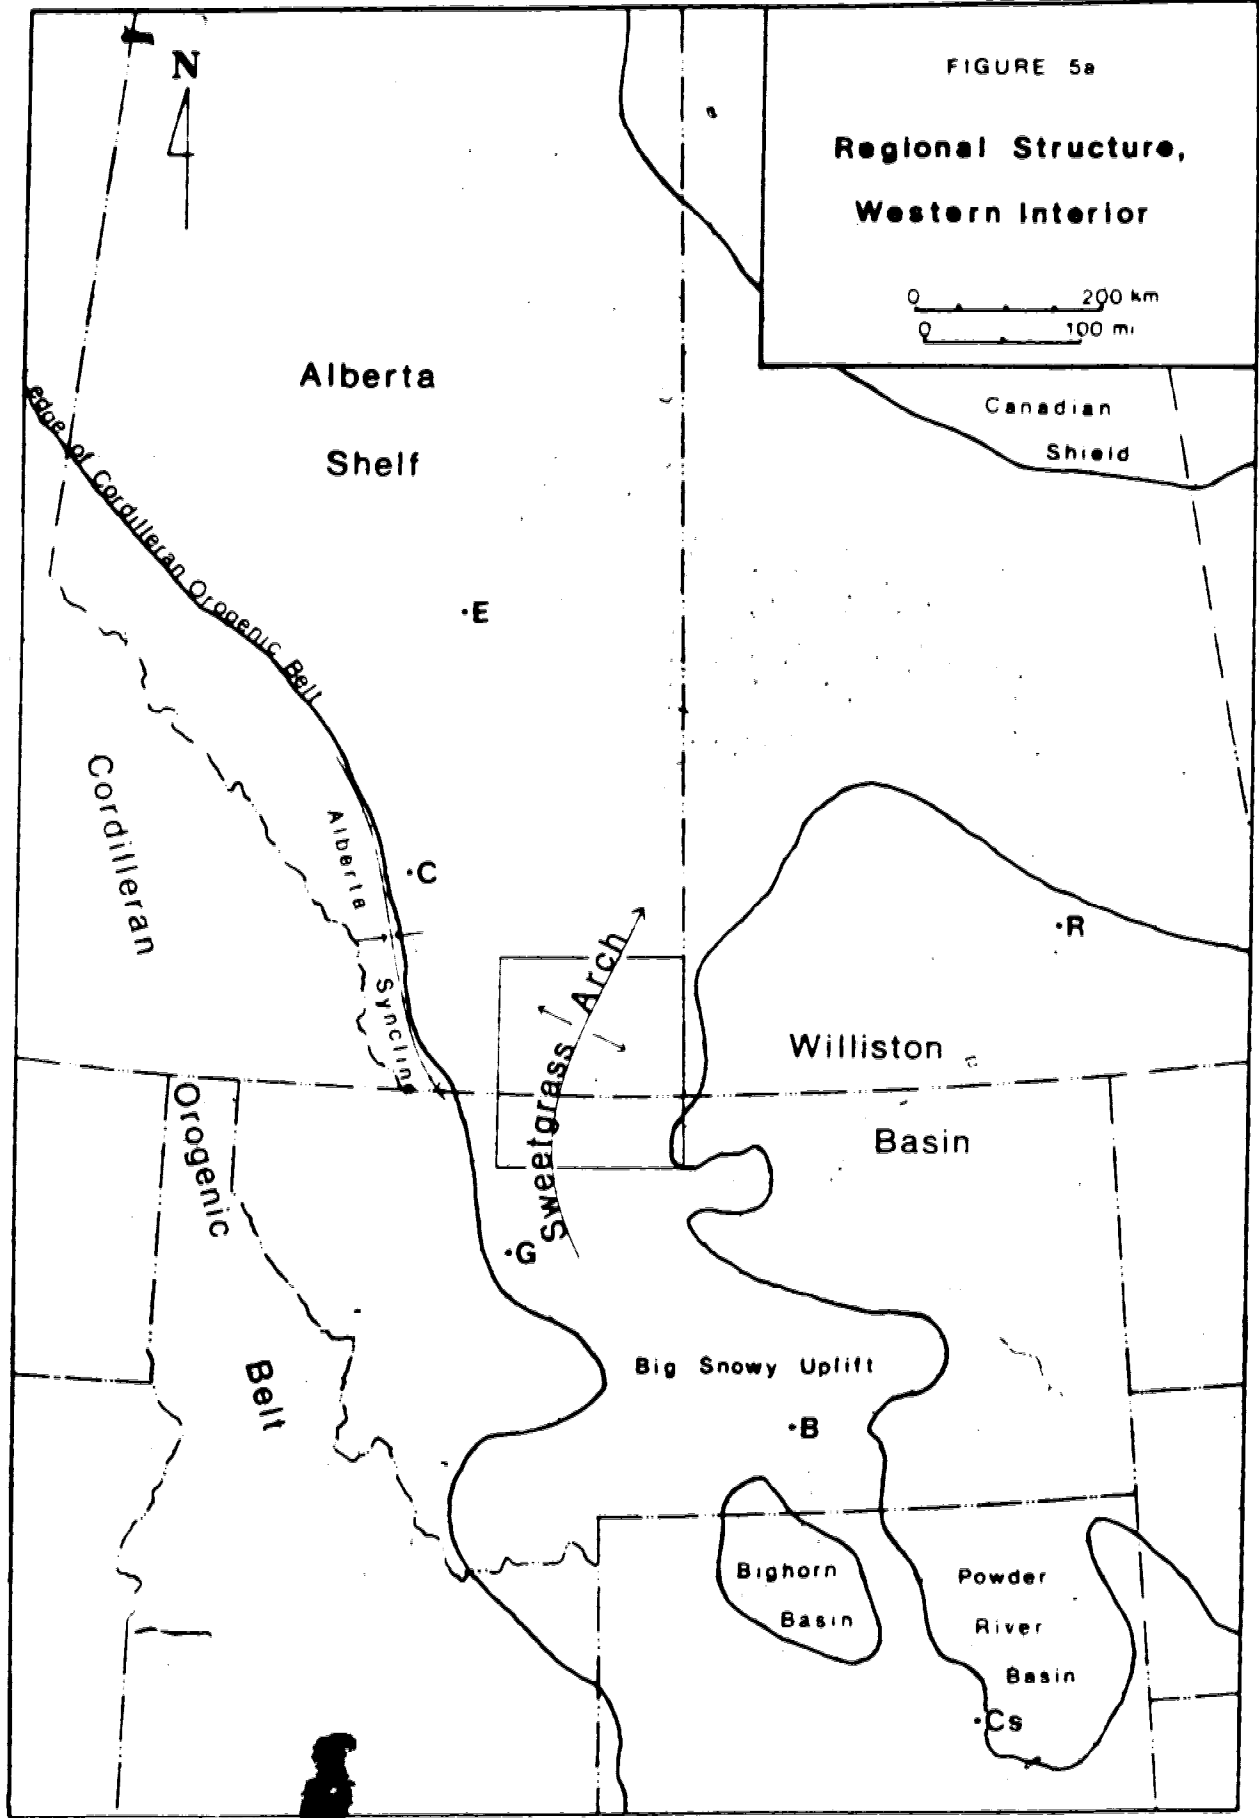 N
FIGURE 5a
Regional Structure,
Western Interior
0 200 km
0 100 mi
Canadian
Shield
Alberta
Shelf
edge of Cordilleran Orogenic Belt
E
Cordilleran
Orogenic
Belt
Alberta
Syncline
C
R
Sweetgrass Arch
Williston
Basin
G
Big Snowy Uplift
B
Bighorn
Basin
Powder
River
Basin
Cs